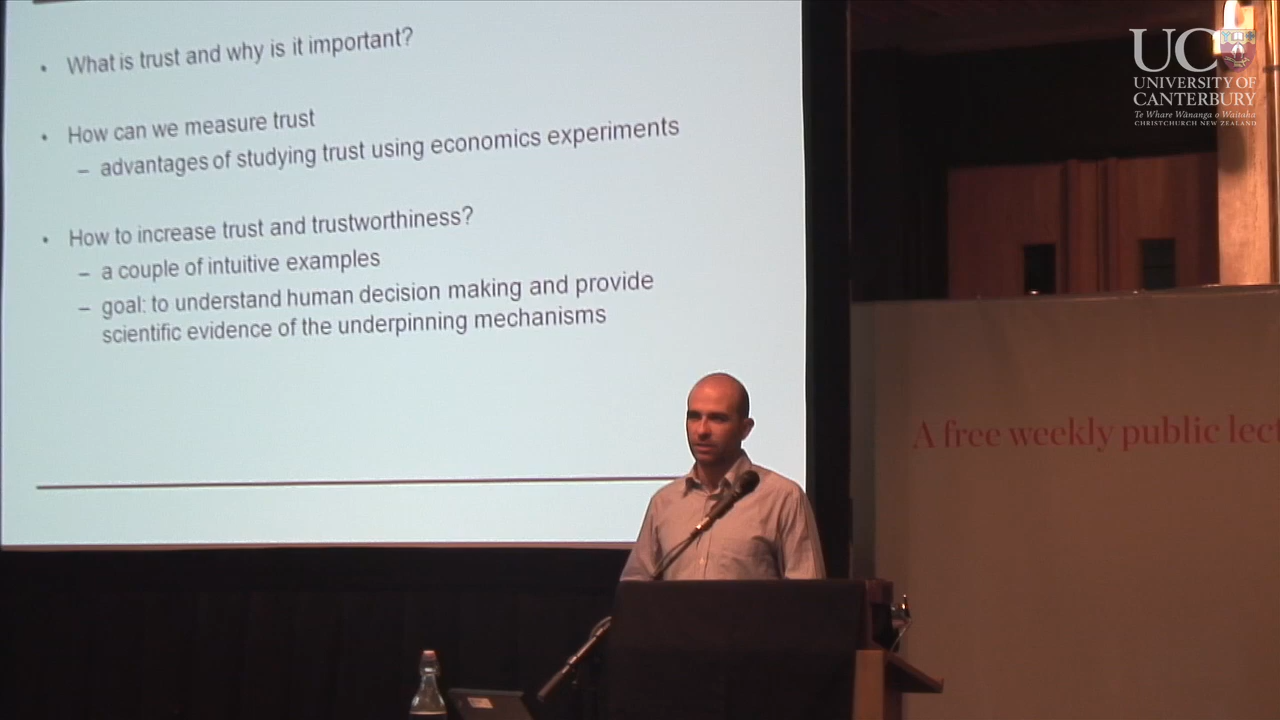 What is trust and why is it important?
How can we measure trust
– advantages of studying trust using economics experiments
How to increase trust and trustworthiness?
– a couple of intuitive examples
– goal: to understand human decision making and provide
scientific evidence of the underpinning mechanisms
UC
UNIVERSITY OF
CANTERBURY
Te Whare Wānanga o Waitaha
CHRISTCHURCH NEW ZEALAND
A free weekly public lect